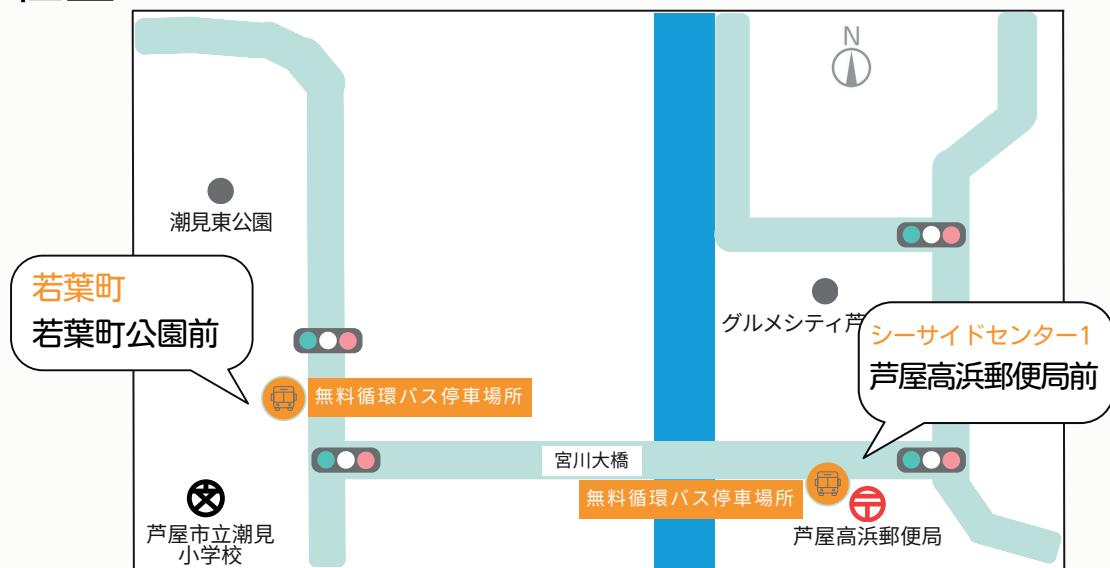 N
潮見東公園
若葉町
若葉町公園前
グルメシティ芦
シーサイドセンター1
芦屋高浜郵便局前
無料循環バス停車場所
宮川大橋
無料循環バス停車場所
芦屋市立潮見
小学校
芦屋高浜郵便局